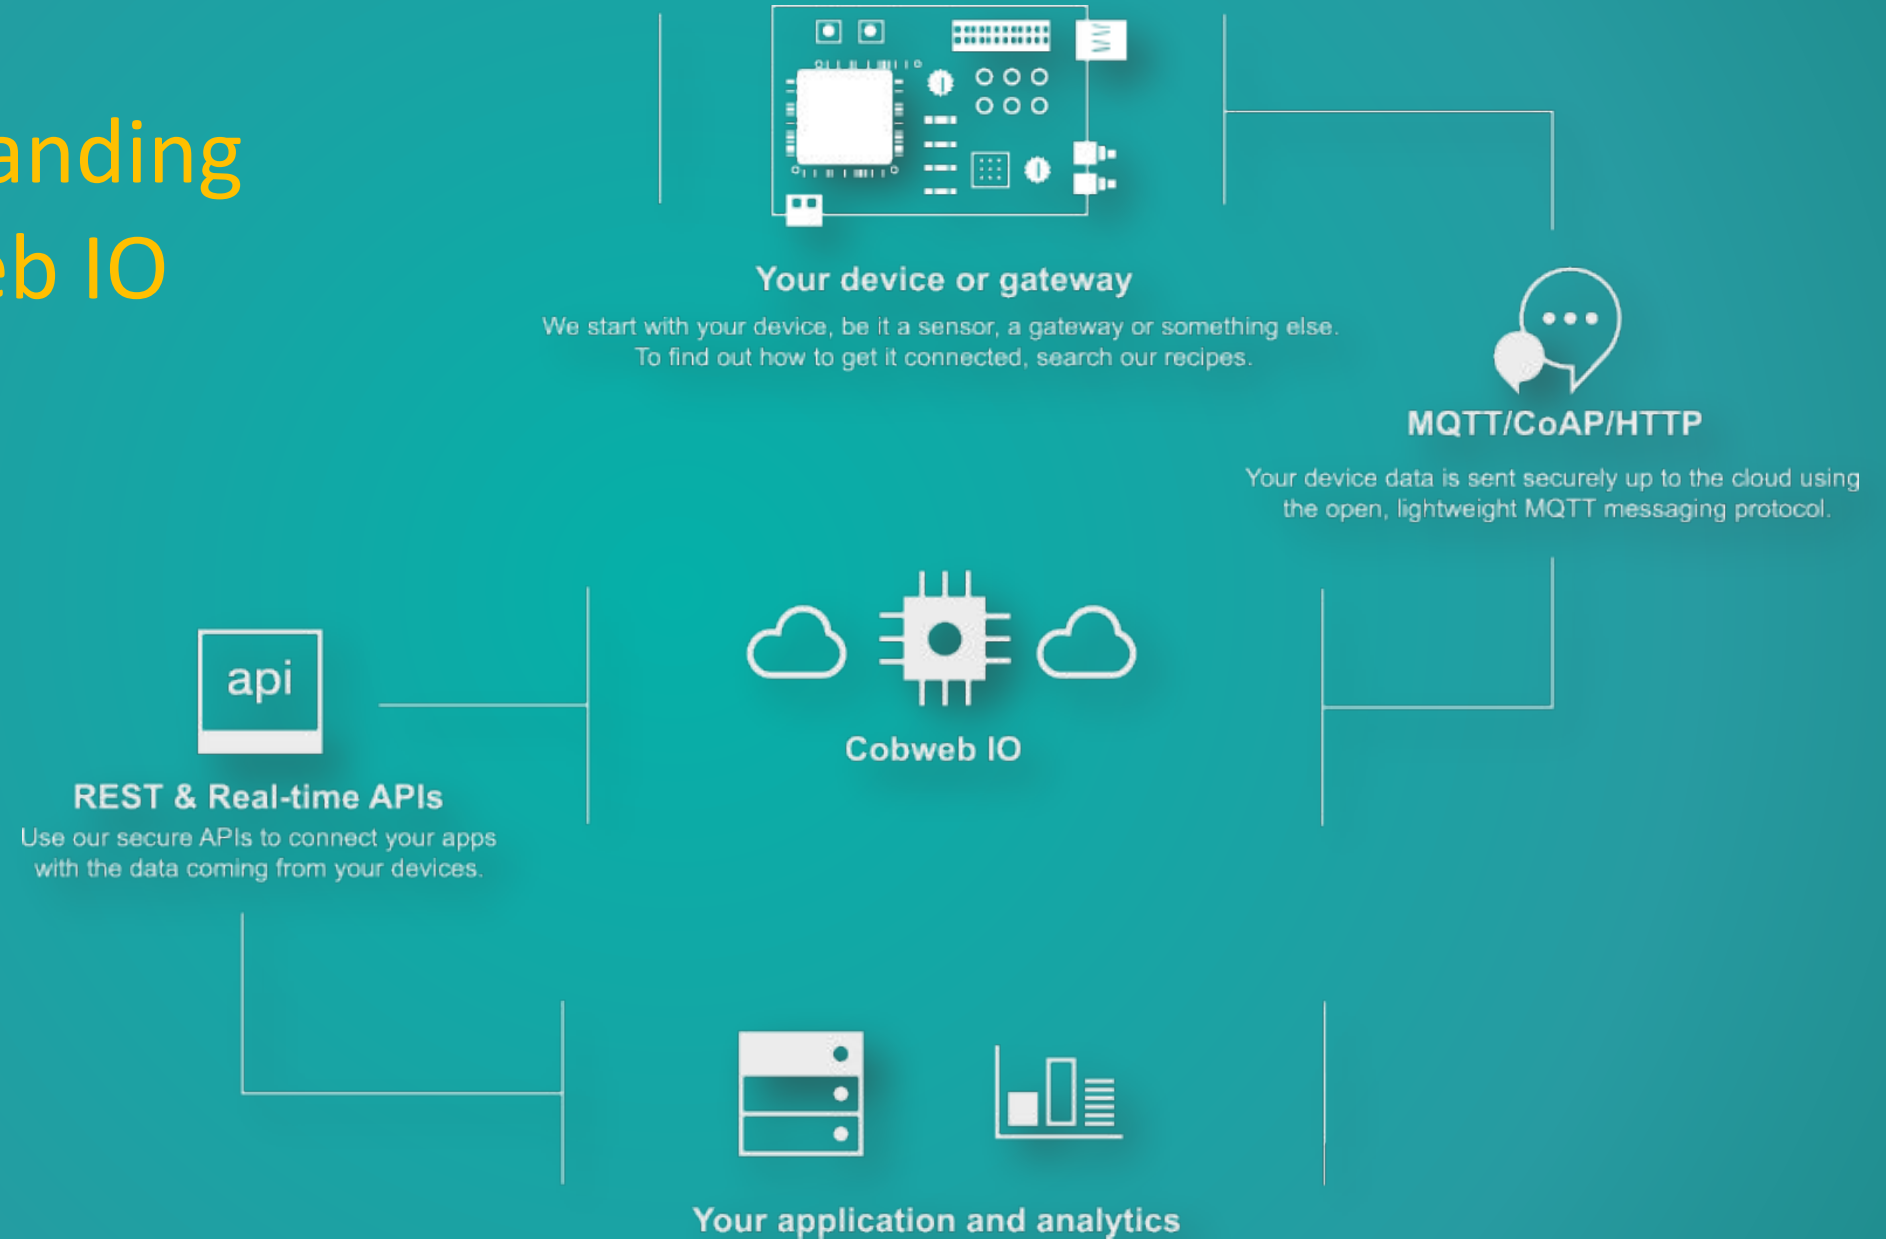 anding
eb IO
Your device or gateway
We start with your device, be it a sensor, a gateway or something else.
To find out how to get it connected, search our recipes.
MQTT/CoAP/HTTP
Your device data is sent securely up to the cloud using
the open, lightweight MQTT messaging protocol.
Cobweb IO
api
REST & Real-time APIs
Use our secure APIs to connect your apps
with the data coming from your devices.
Your application and analytics